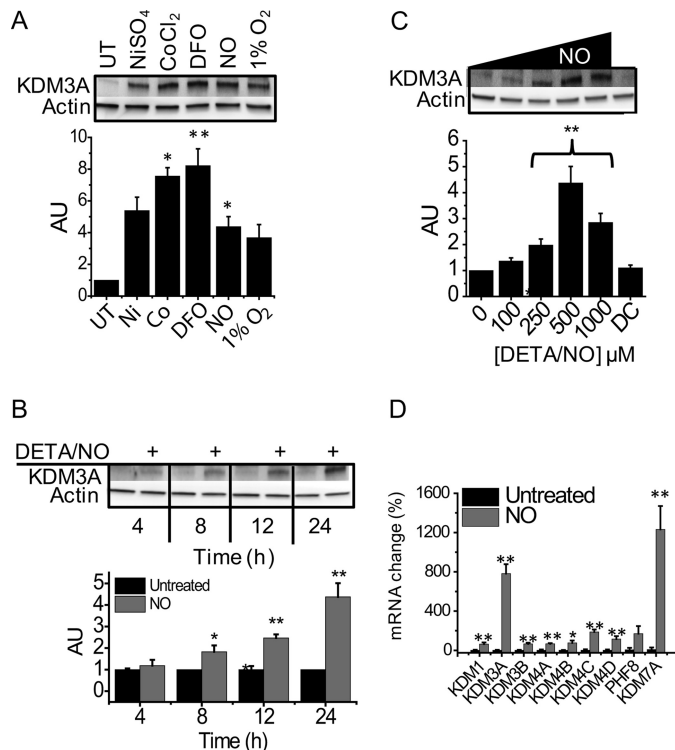 A
UT
NiSO4
CoCl2
DFO
NO
1% O2
KDM3A
Actin
10
8
6
4
2
0
AU
* ** *
UT Ni Co DFO NO 1% O2
C
NO
KDM3A
Actin
6
5
4
3
2
1
0
AU
**
*
0 100 250 500 1000 DC
[DETA/NO] µM
B
DETA/NO + + + +
KDM3A
Actin
4 8 12 24
Time (h)
Untreated
NO
5
4
3
2
1
0
AU
* * ** **
4 8 12 24
Time (h)
D
1600
1200
800
400
0
mRNA change (%)
Untreated
NO
** ** ** ** * ** ** **
KDM1 KDM3A KDM3B KDM4A KDM4B KDM4C KDM4D PHF8 KDM7A